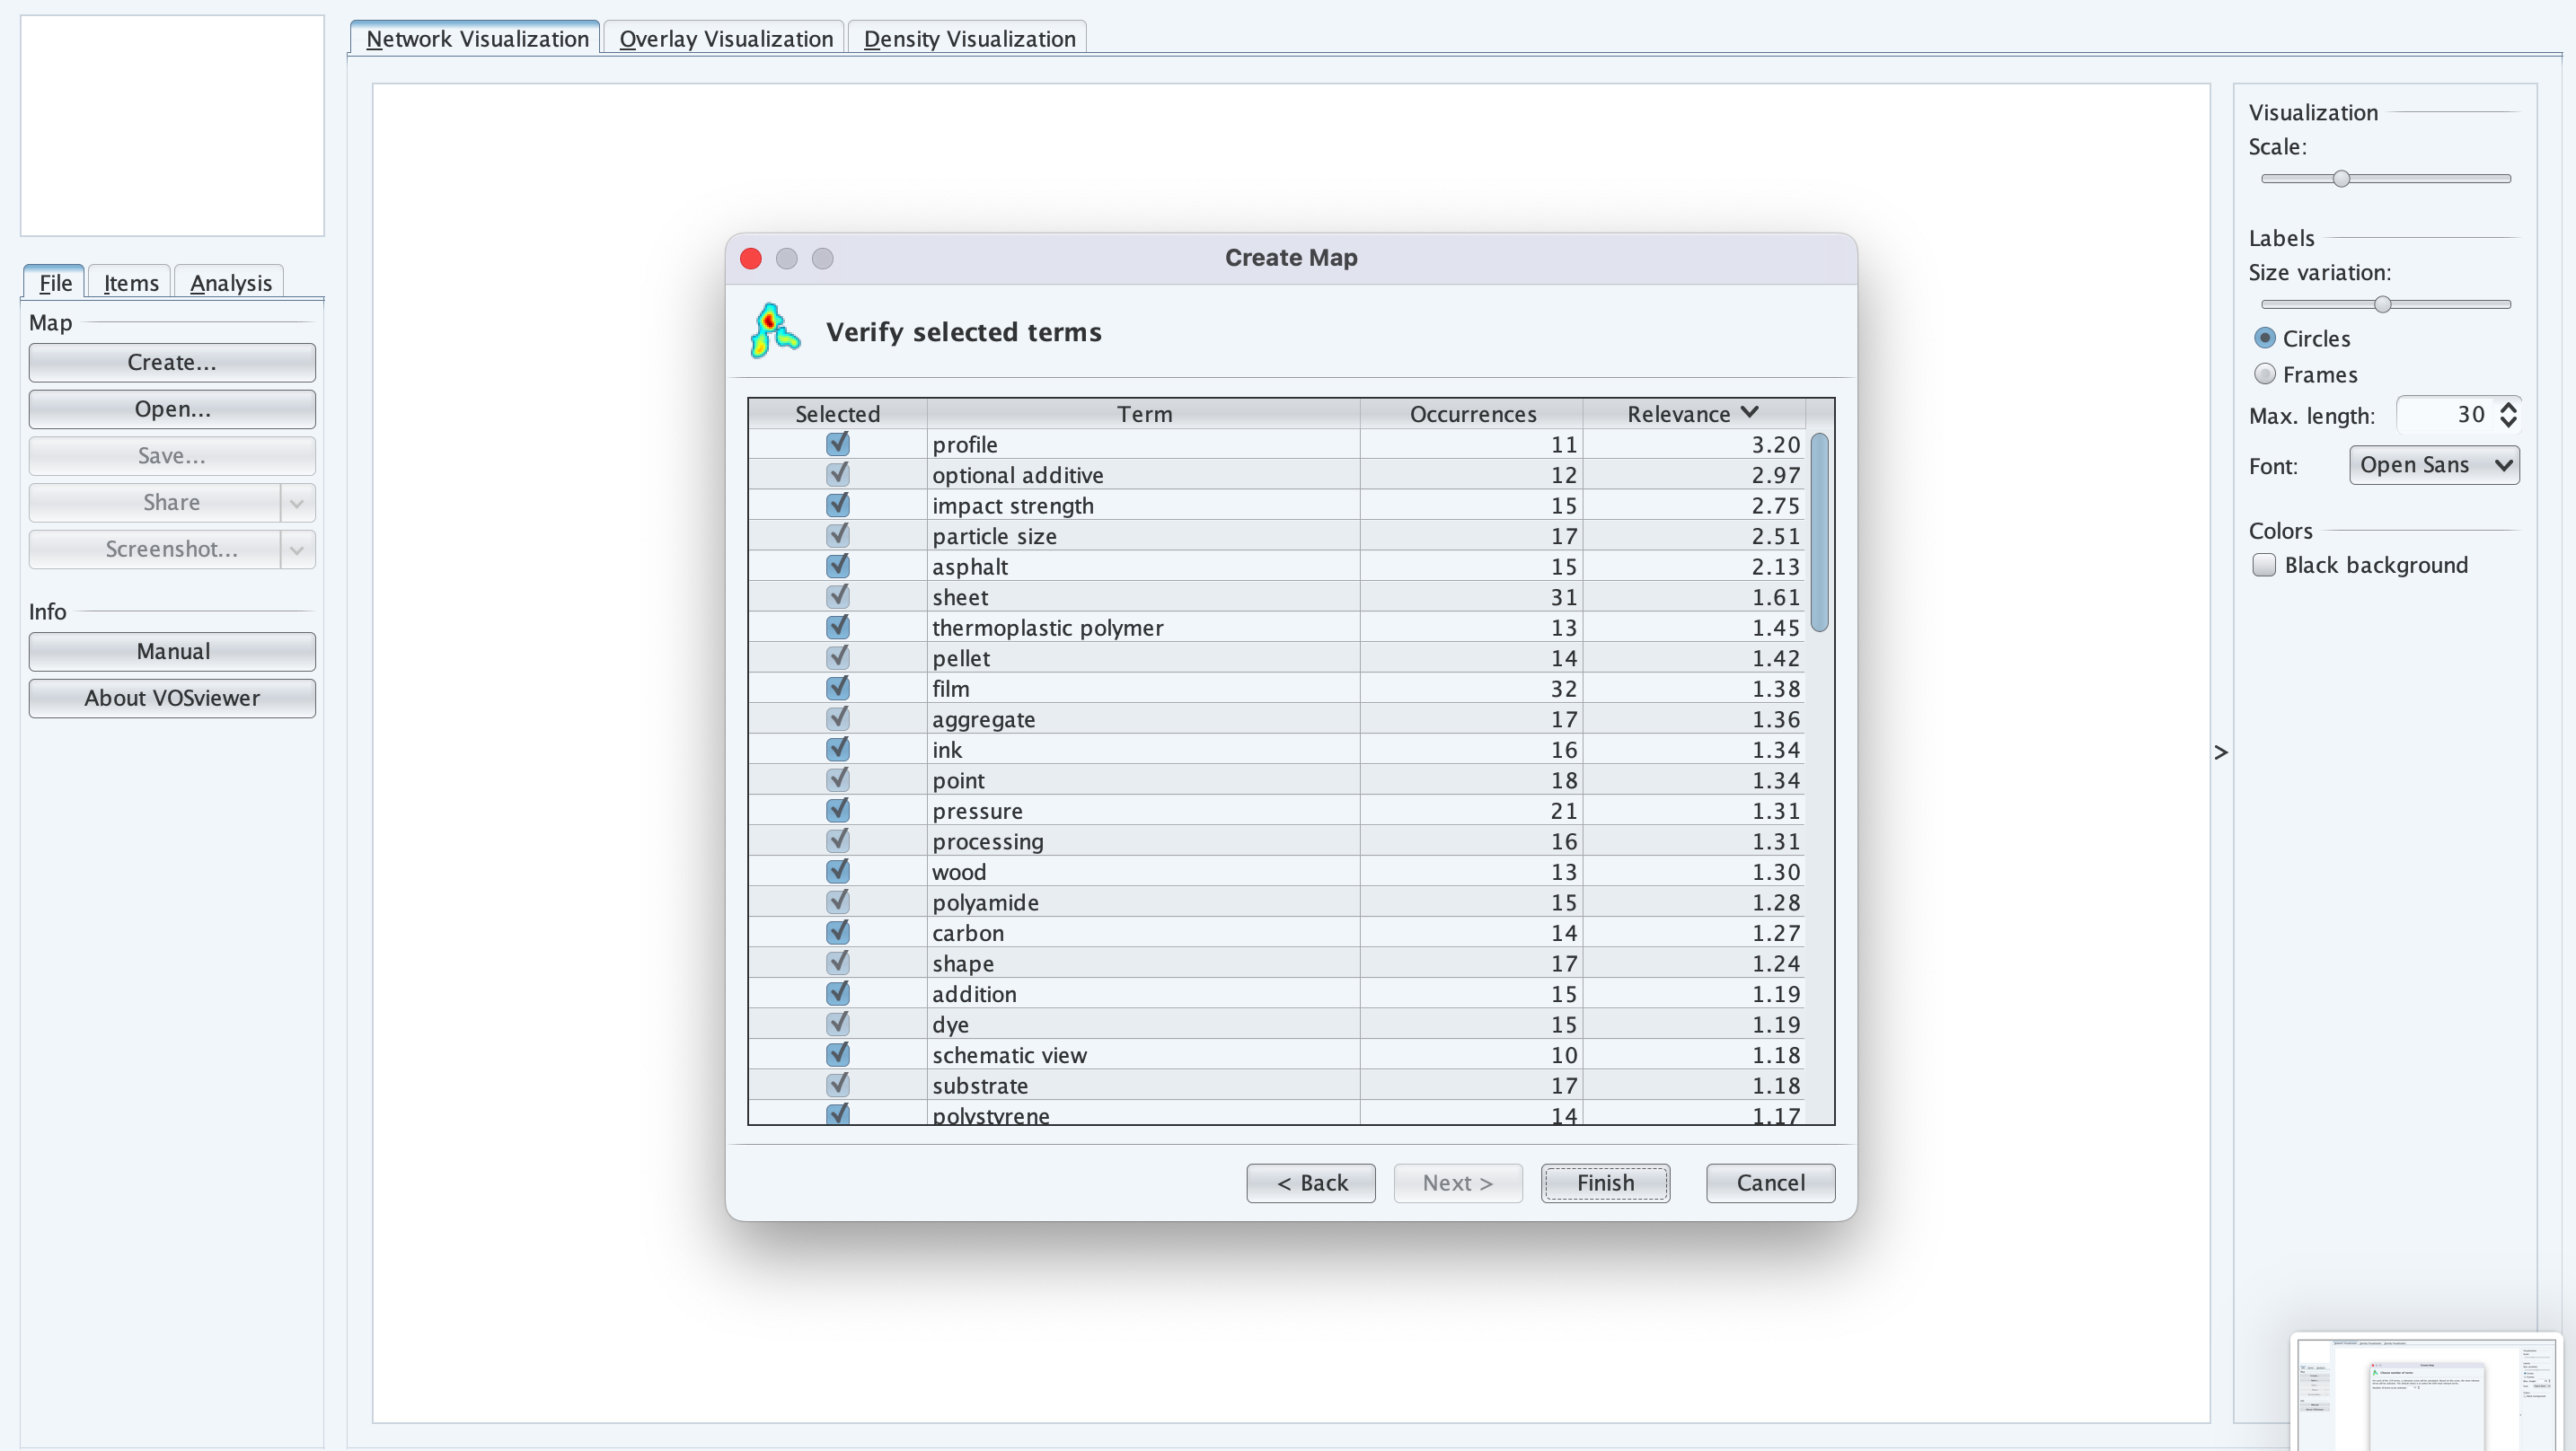 Network Visualization Overlay Visualization Density Visualization
File Items Analysis
Map
Create...
Open...
Save...
Share
Screenshot...
Info
Manual
About VOSviewer
Create Map
Verify selected terms
Selected Term Occurrences Relevance
profile 11 3.20
optional additive 12 2.97
impact strength 15 2.75
particle size 17 2.51
asphalt 15 2.13
sheet 31 1.61
thermoplastic polymer 13 1.45
pellet 14 1.42
film 32 1.38
aggregate 17 1.36
ink 16 1.34
point 18 1.34
pressure 21 1.31
processing 16 1.31
wood 13 1.30
polyamide 15 1.28
carbon 14 1.27
shape 17 1.24
addition 15 1.19
dye 15 1.19
schematic view 10 1.18
substrate 17 1.18
polystyrene 14 1.17
< Back Next > Finish Cancel
>
Visualization
Scale:
Labels
Size variation:
Circles
Frames
Max. length: 30
Font: Open Sans
Colors
Black background